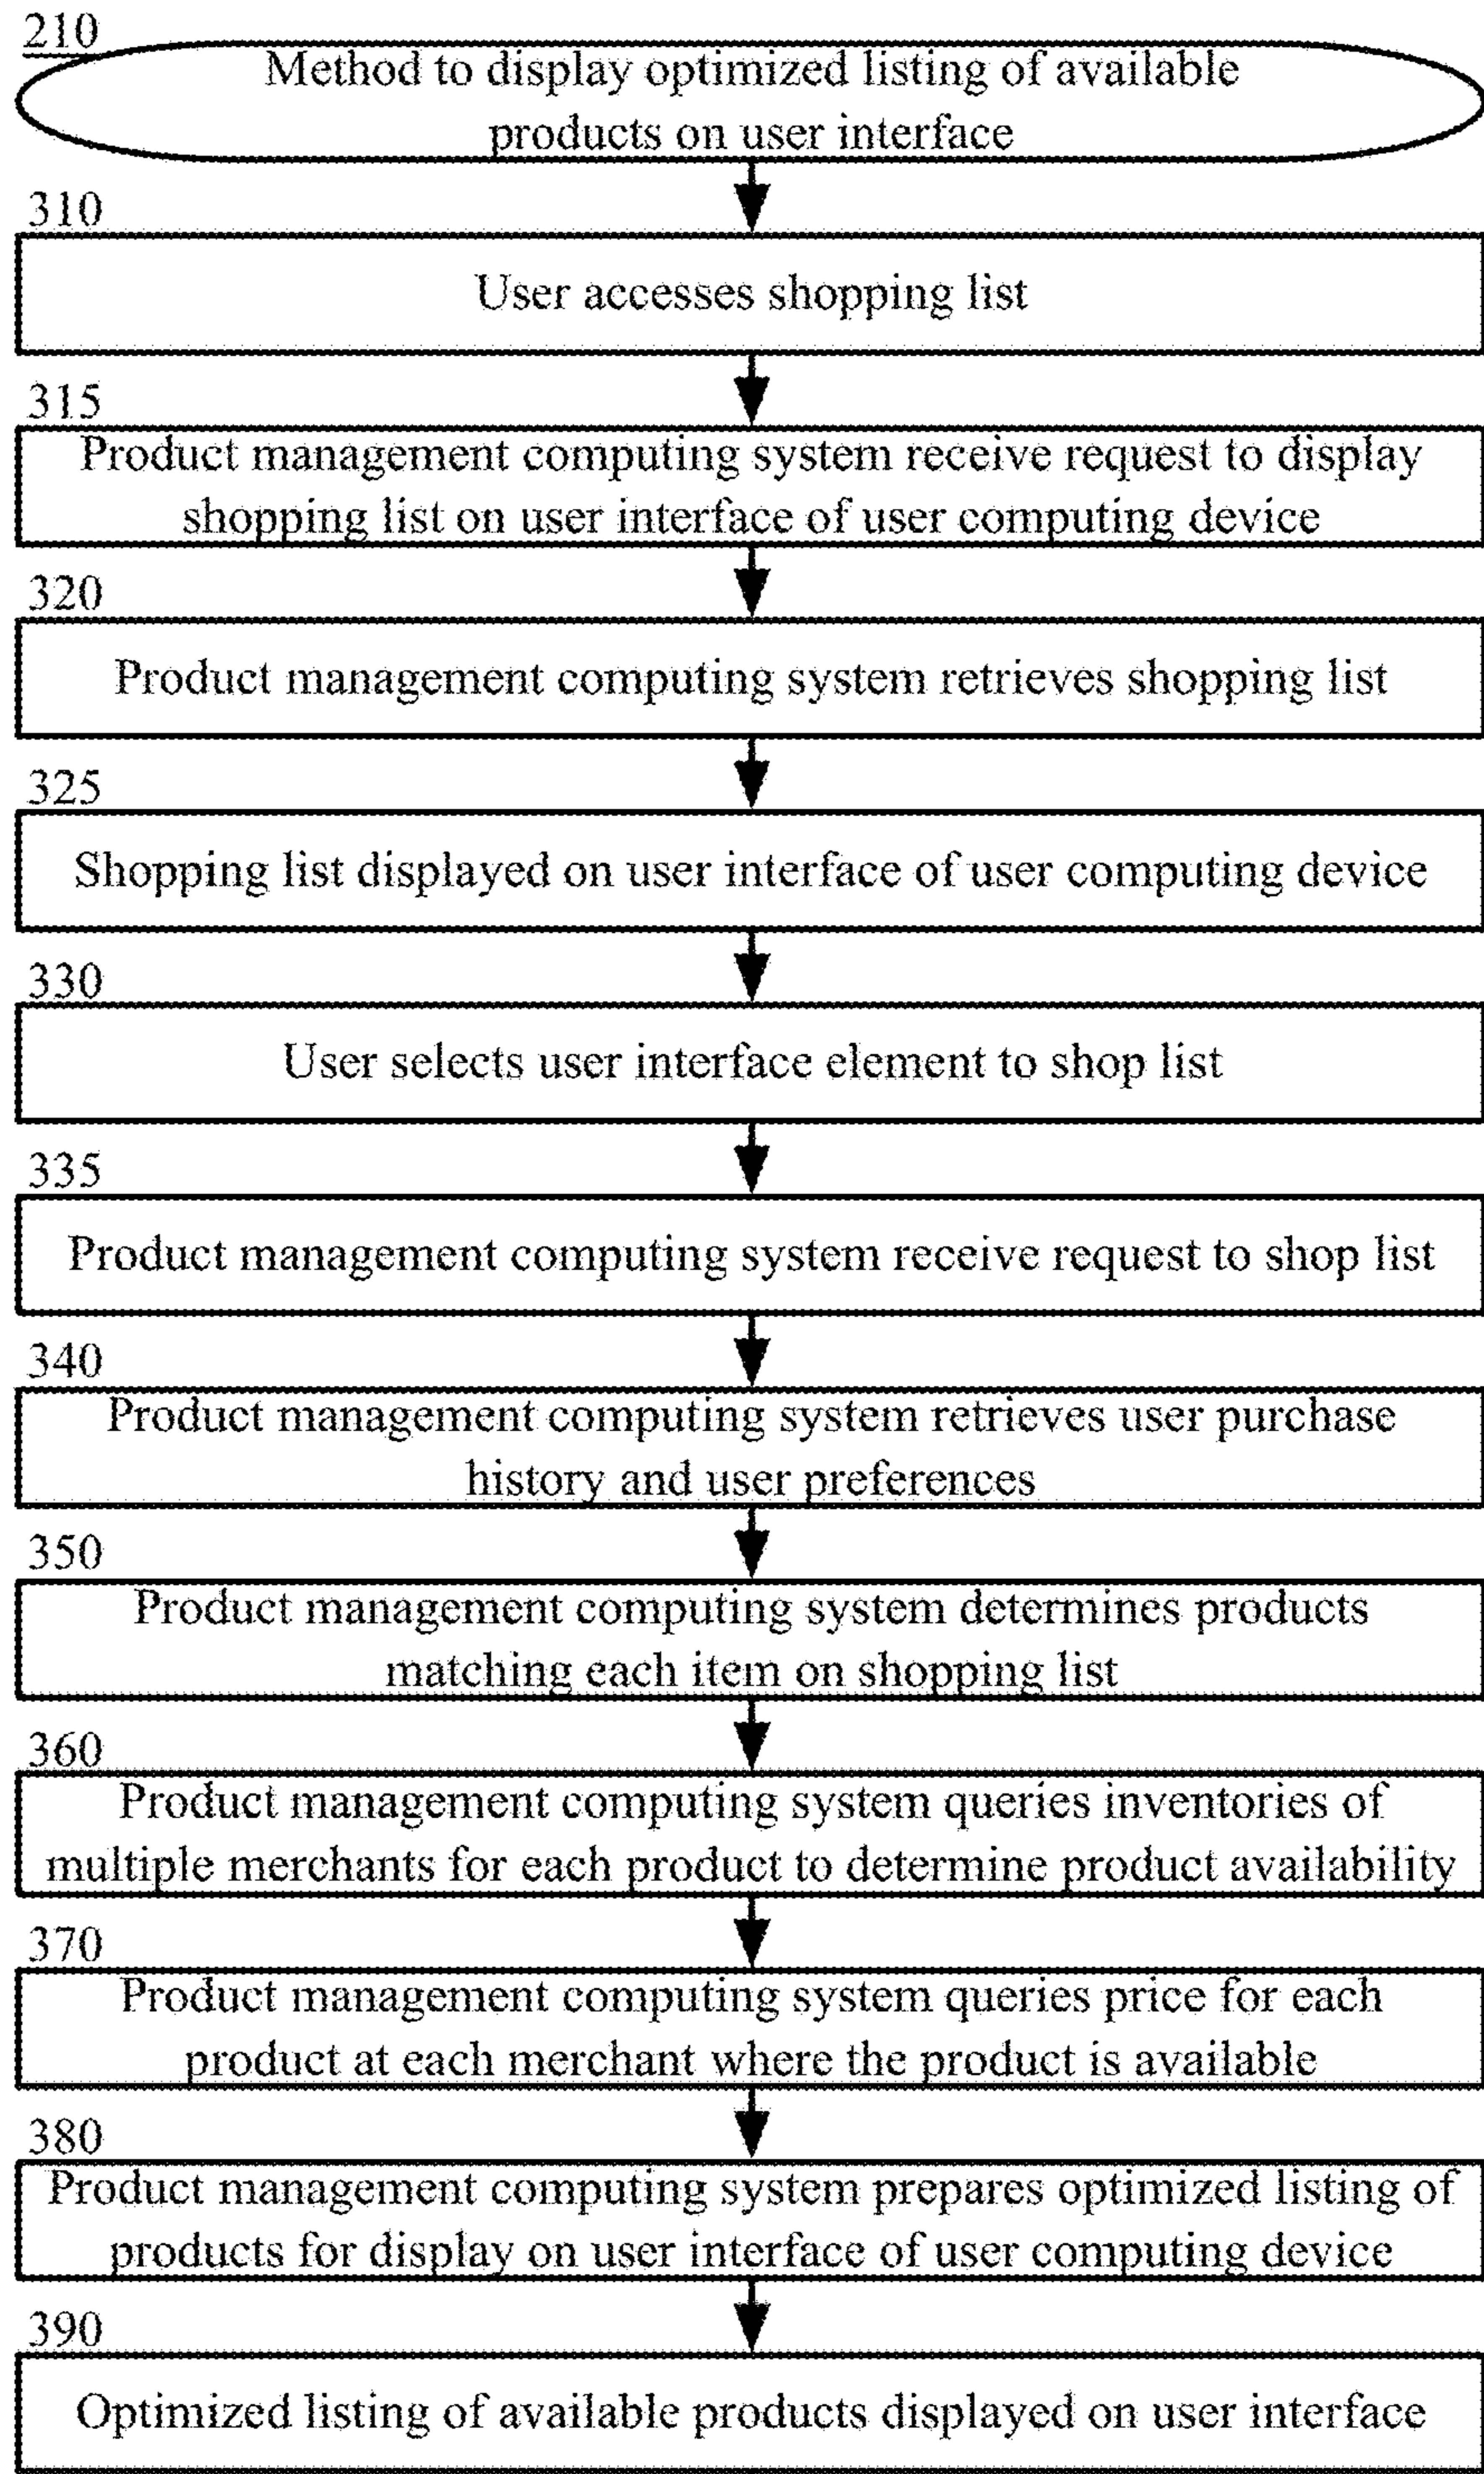 210
Method to display optimized listing of available
products on user interface
310
User accesses shopping list
315
Product management computing system receive request to display
shopping list on user interface of user computing device
320
Product management computing system retrieves shopping list
325
Shopping list displayed on user interface of user computing device
330
User selects user interface element to shop list
335
Product management computing system receive request to shop list
340
Product management computing system retrieves user purchase
history and user preferences
350
Product management computing system determines products
matching each item on shopping list
360
Product management computing system queries inventories of
multiple merchants for each product to determine product availability
370
Product management computing system queries price for each
product at each merchant where the product is available
380
Product management computing system prepares optimized listing of
products for display on user interface of user computing device
390
Optimized listing of available products displayed on user interface